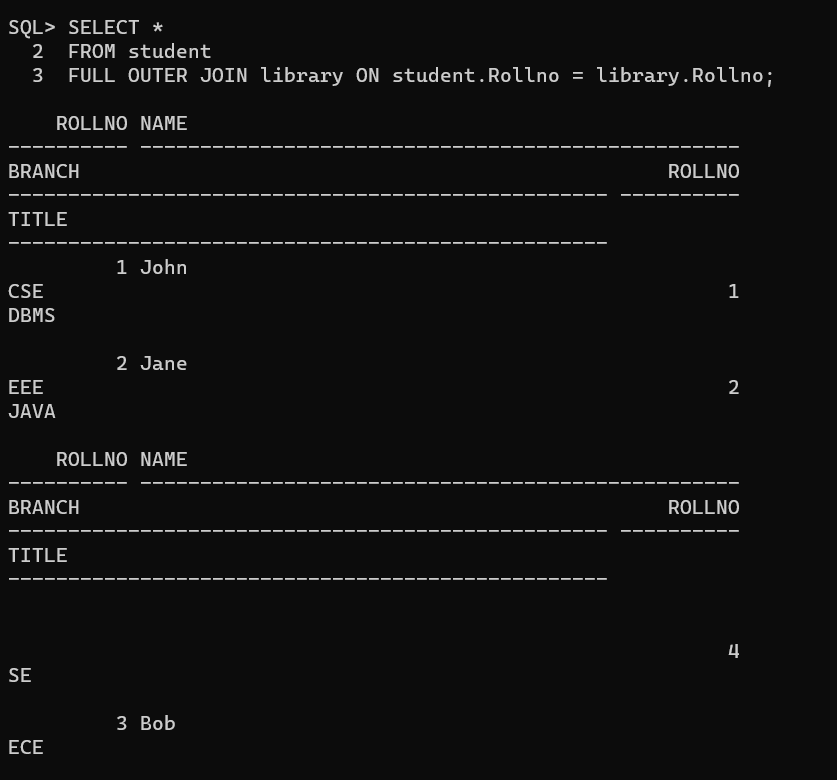 SQL> SELECT *
  2  FROM student
  3  FULL OUTER JOIN library ON student.Rollno = library.Rollno;

    ROLLNO NAME
---------- --------------------------------------------------
BRANCH                                                 ROLLNO
-------------------------------------------------- ----------
TITLE
--------------------------------------------------
         1 John
CSE                                                         1
DBMS

         2 Jane
EEE                                                         2
JAVA

    ROLLNO NAME
---------- --------------------------------------------------
BRANCH                                                 ROLLNO
-------------------------------------------------- ----------
TITLE
--------------------------------------------------

                                                            4
SE

         3 Bob
ECE